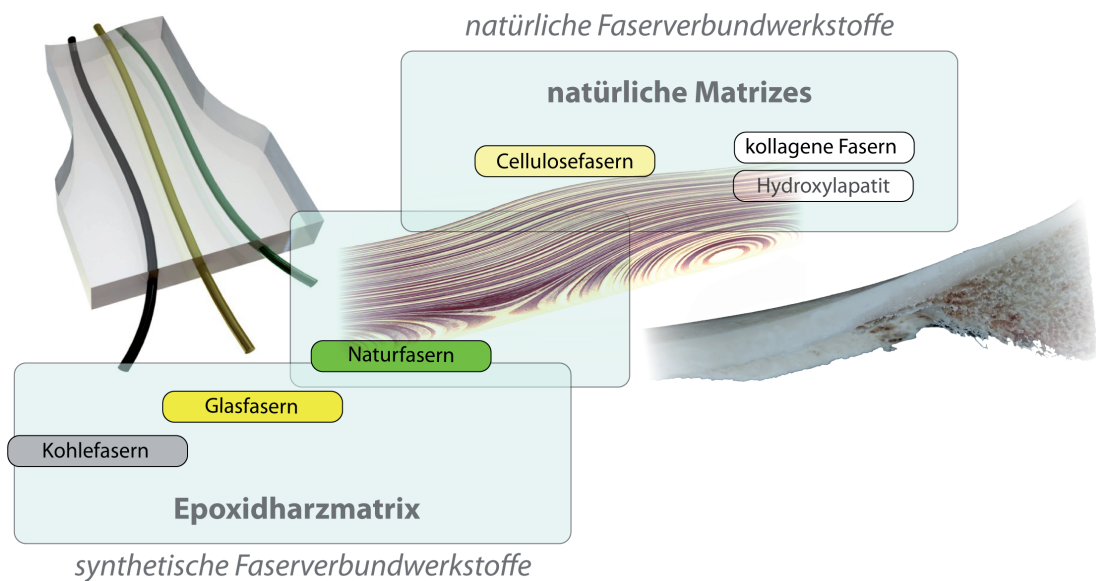 natürliche Faserverbundwerkstoffe
natürliche Matrizes
kollagene Fasern
Cellulosefasern
Hydroxylapatit
Naturfasern
Glasfasern
Kohlefasern
Epoxidharzmatrix
synthetische Faserverbundwerkstoffe